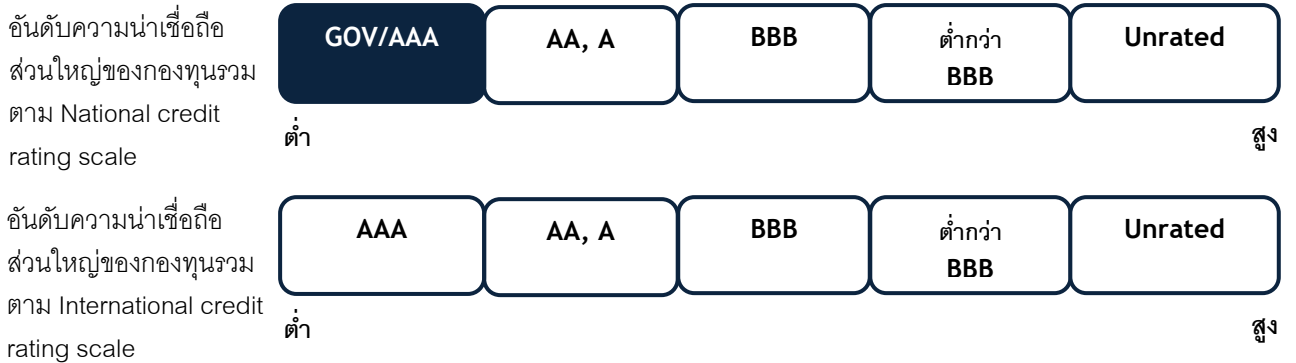 อันดับความน่าเชื่อถือ
ส่วนใหญ่ของกองทุนรวม
ตาม National credit
rating scale
GOV/AAA
AA, A
BBB
ต่ำกว่า
BBB
Unrated
ต่ำ
สูง
อันดับความน่าเชื่อถือ
ส่วนใหญ่ของกองทุนรวม
ตาม International credit
rating scale
AAA
AA, A
BBB
ต่ำกว่า
BBB
Unrated
ต่ำ
สูง